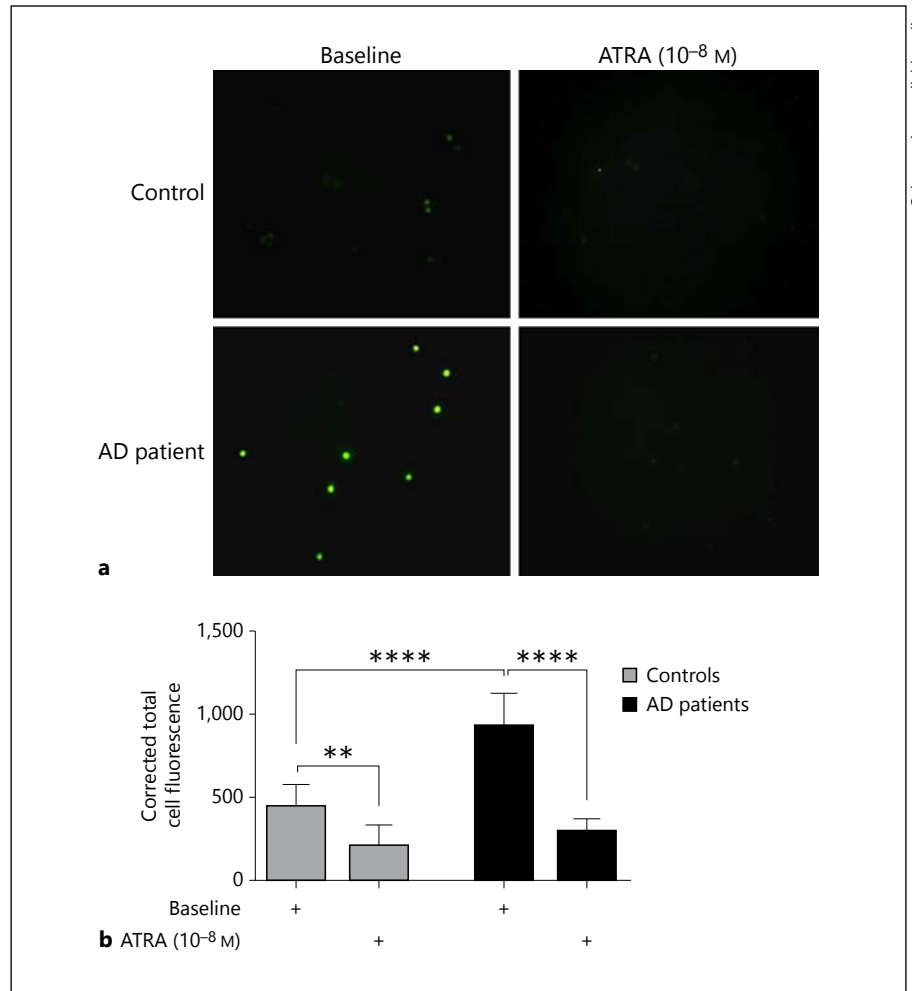 Baseline ATRA (10⁻⁸ M)
Control
AD patient
a
1,500
1,000
500
0
Corrected total
cell fluorescence
****
****
**
Controls
AD patients
Baseline + +
b ATRA (10⁻⁸ M) + +